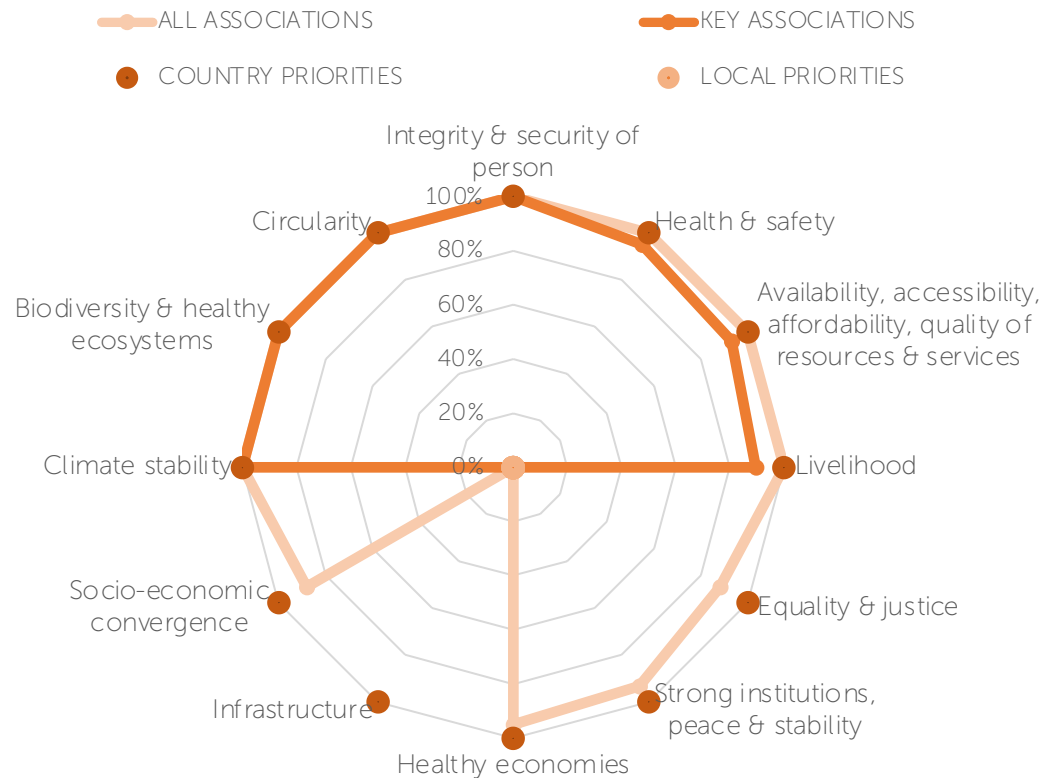 ALL ASSOCIATIONS
KEY ASSOCIATIONS
COUNTRY PRIORITIES
LOCAL PRIORITIES
Integrity & security of
person
100%
80%
60%
40%
20%
0%
Health & safety
Availability, accessibility,
affordability, quality of
resources & services
Livelihood
Equality & justice
Strong institutions,
peace & stability
Healthy economies
Infrastructure
Socio-economic
convergence
Climate stability
Biodiversity & healthy
ecosystems
Circularity